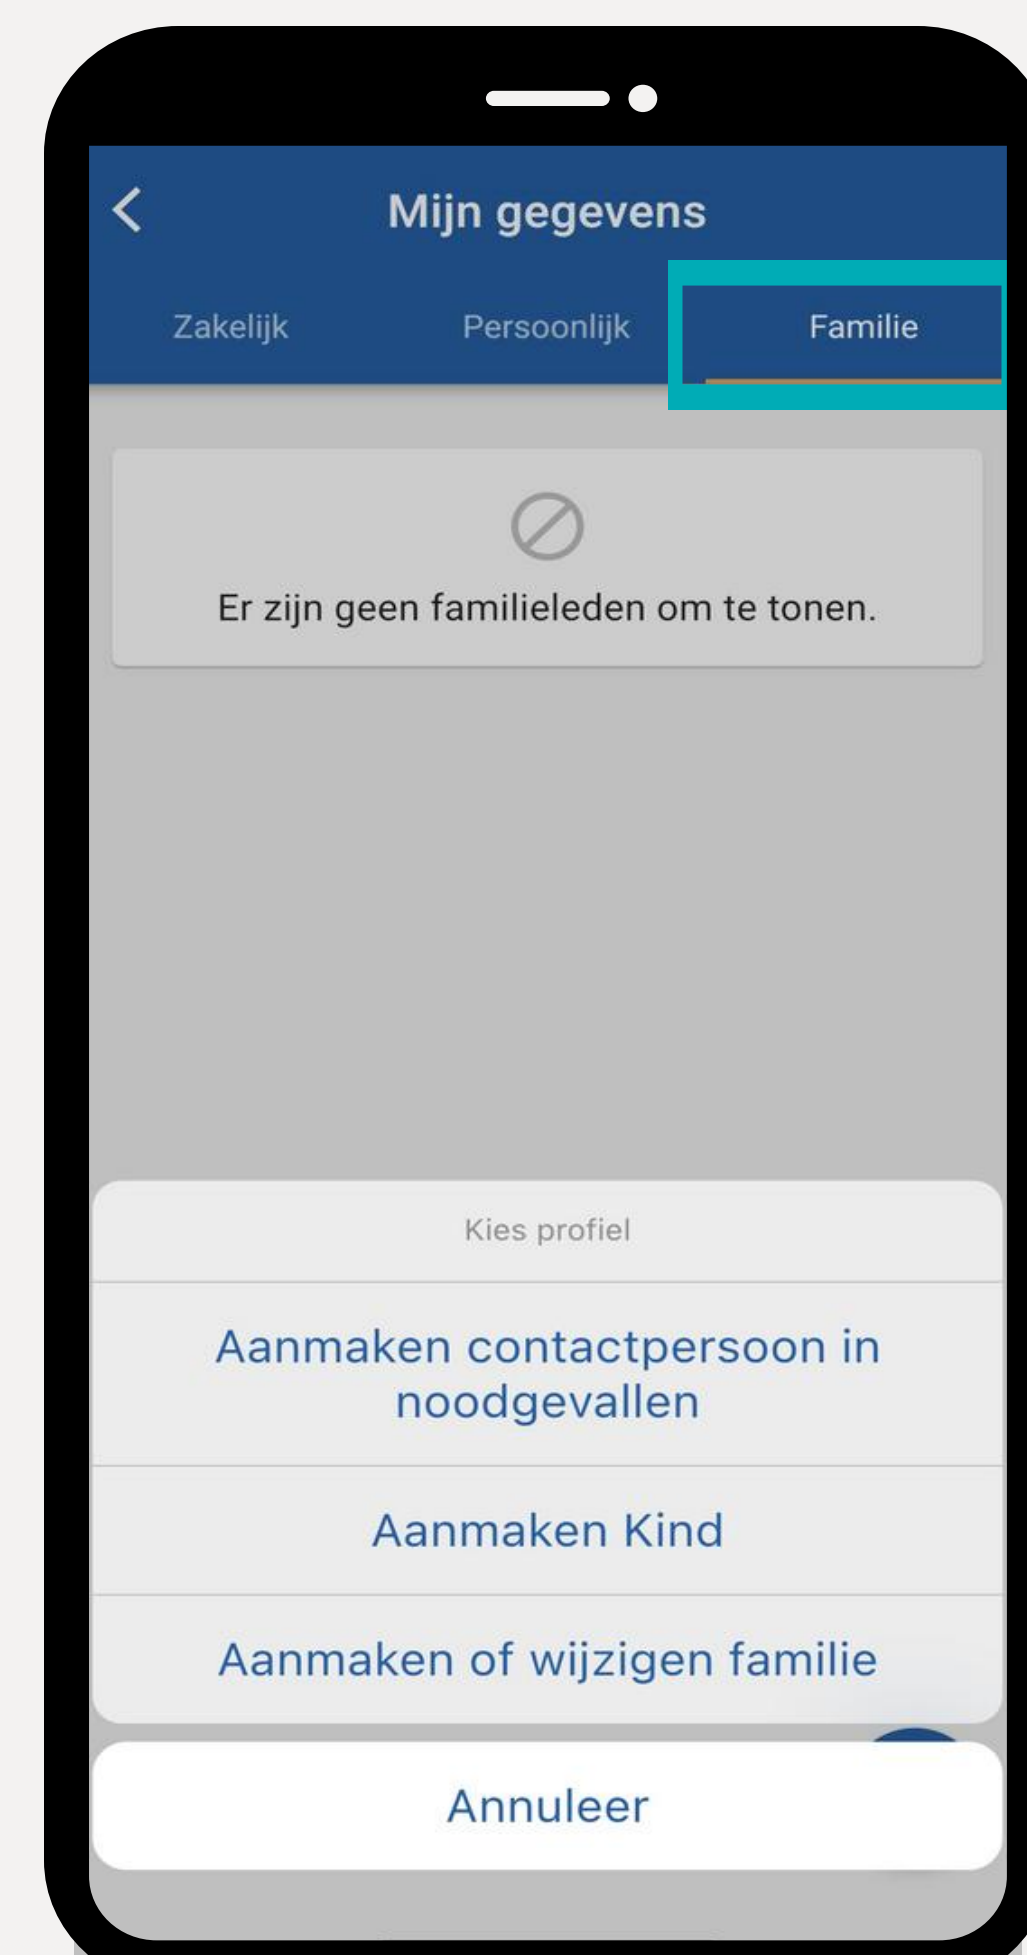 Mijn gegevens
Zakelijk Persoonlijk Familie
Er zijn geen familieleden om te tonen.
Kies profiel
Aanmaken contactpersoon in
noodgevallen
Aanmaken Kind
Aanmaken of wijzigen familie
Annuleer